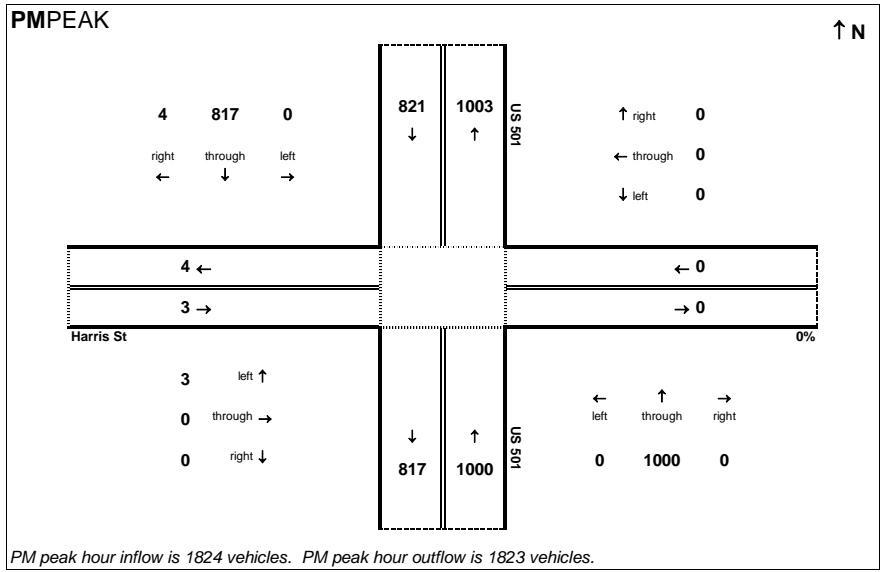 PMPEAK
↑ N
4 817 0
right through left
← ↓ →
821 1003
↓ ↑
US 501
↑ right 0
← through 0
↓ left 0
4 ←
← 0
3 →
→ 0
Harris St
0%
3 left ↑
0 through →
0 right ↓
↓ ↑
817 1000
US 501
← ↑ →
left through right
0 1000 0
PM peak hour inflow is 1824 vehicles. PM peak hour outflow is 1823 vehicles.